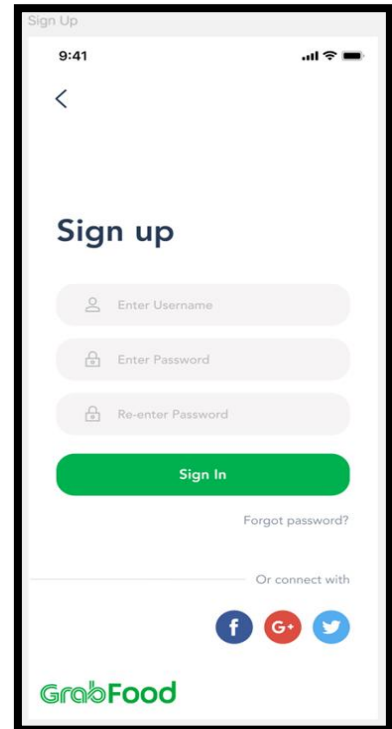 Sign Up
9:41
Sign up
Enter Username
Enter Password
Re-enter Password
Sign In
Forgot password?
Or connect with
f G+
GrabFood